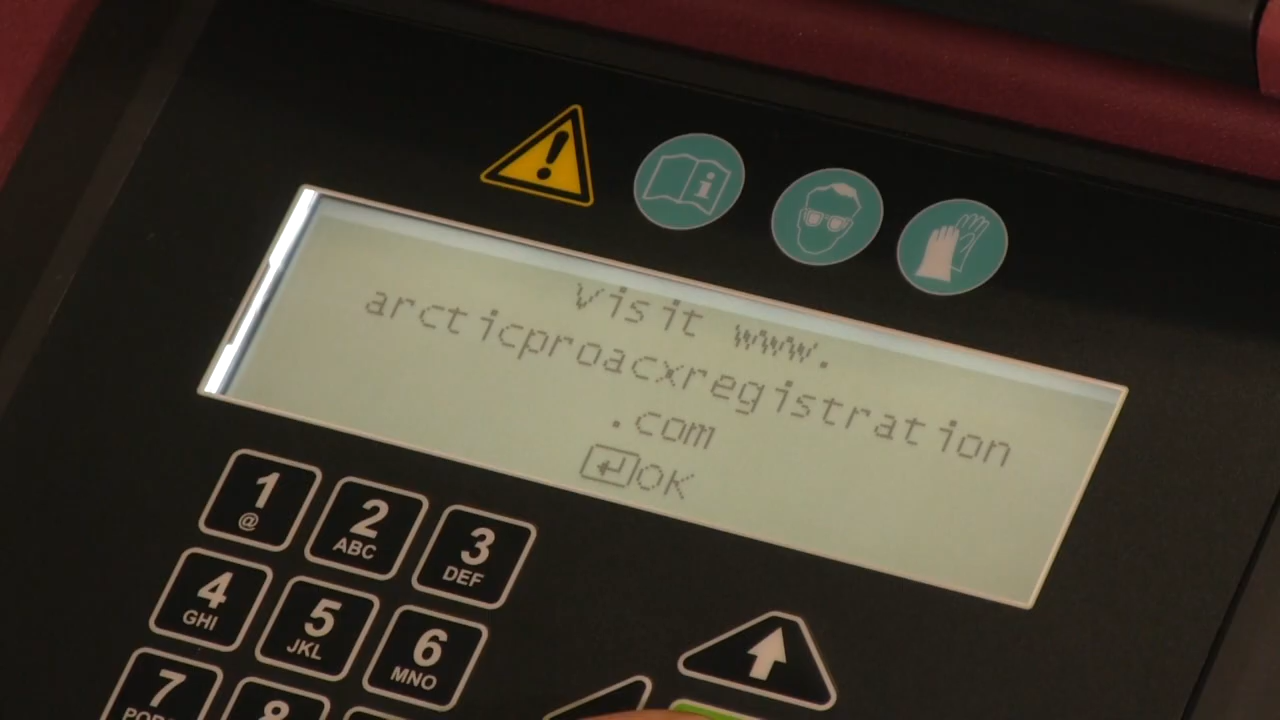 Visit www.
arcticproacxregistration
.com
OK
1
@
2
ABC
3
DEF
4
GHI
5
JKL
6
MNO
7
8